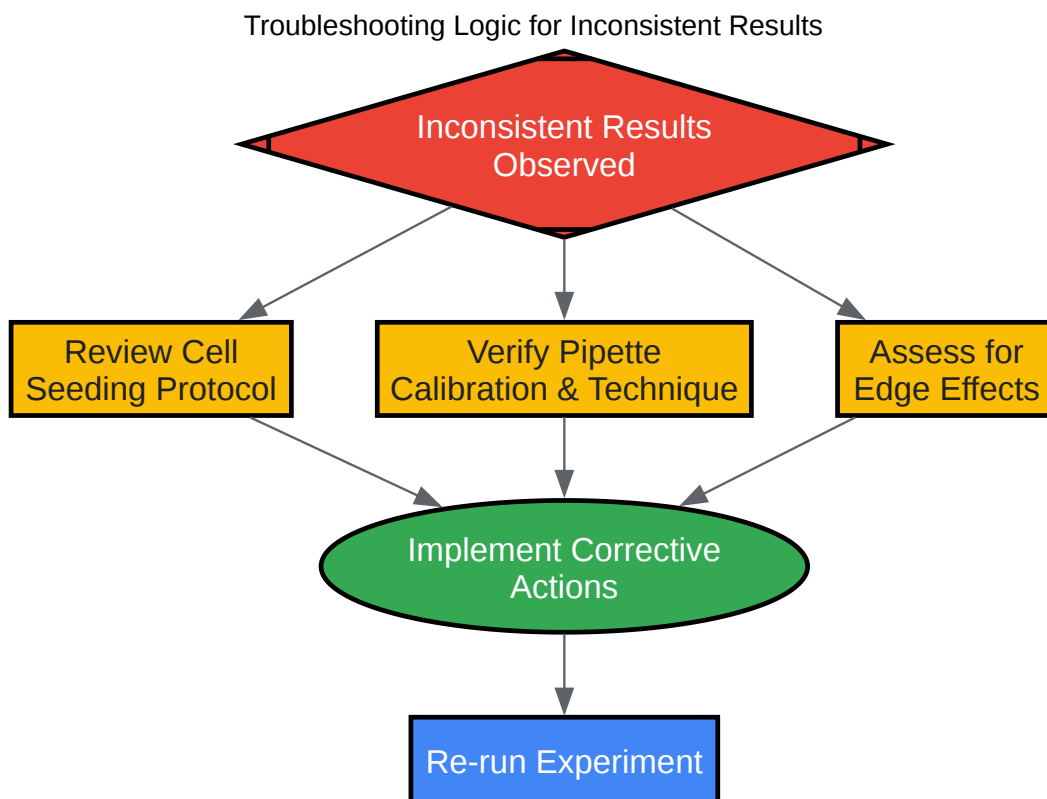 Troubleshooting Logic for Inconsistent Results
Inconsistent Results
Observed
Review Cell
Seeding Protocol
Verify Pipette
Calibration & Technique
Assess for
Edge Effects
Implement Corrective
Actions
Re-run Experiment